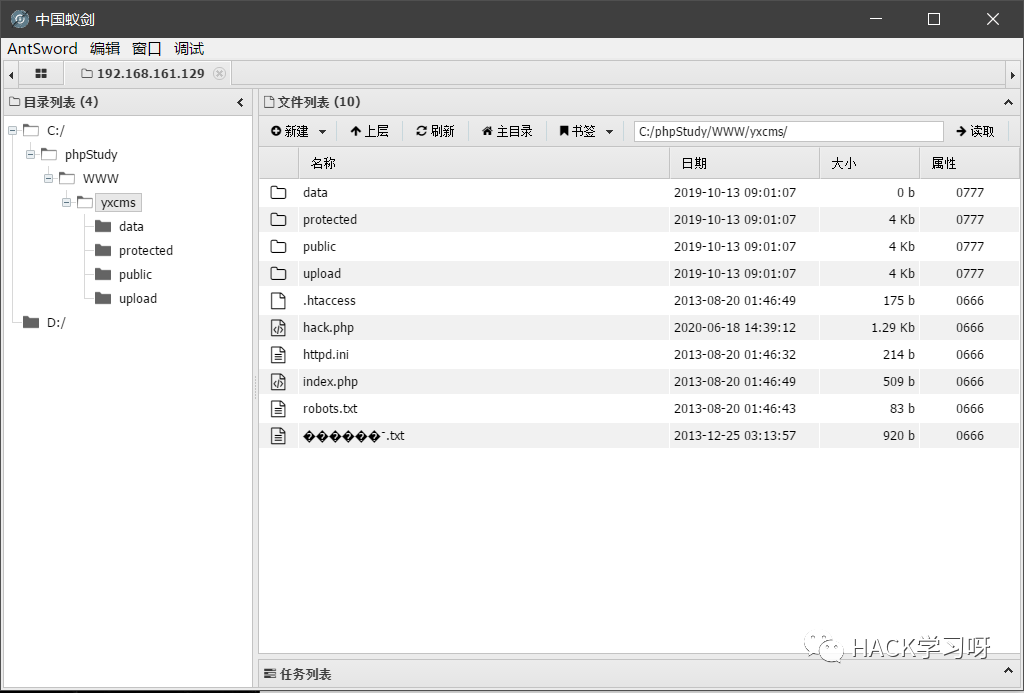 中国蚁剑
AntSword 编辑 窗口 调试
192.168.161.129
目录列表 (4)
C:/
phpStudy
WWW
yxcms
data
protected
public
upload
D:/
文件列表 (10)
新建 上层 刷新 主目录 书签 C:/phpStudy/WWW/yxcms/ 读取
名称 日期 大小 属性
data 2019-10-13 09:01:07 0 b 0777
protected 2019-10-13 09:01:07 4 Kb 0777
public 2019-10-13 09:01:07 4 Kb 0777
upload 2019-10-13 09:01:07 4 Kb 0777
.htaccess 2013-08-20 01:46:49 175 b 0666
hack.php 2020-06-18 14:39:12 1.29 Kb 0666
httpd.ini 2013-08-20 01:46:32 214 b 0666
index.php 2013-08-20 01:46:49 509 b 0666
robots.txt 2013-08-20 01:46:43 83 b 0666
������ˉ.txt 2013-12-25 03:13:57 920 b 0666
HACK学习呀
任务列表